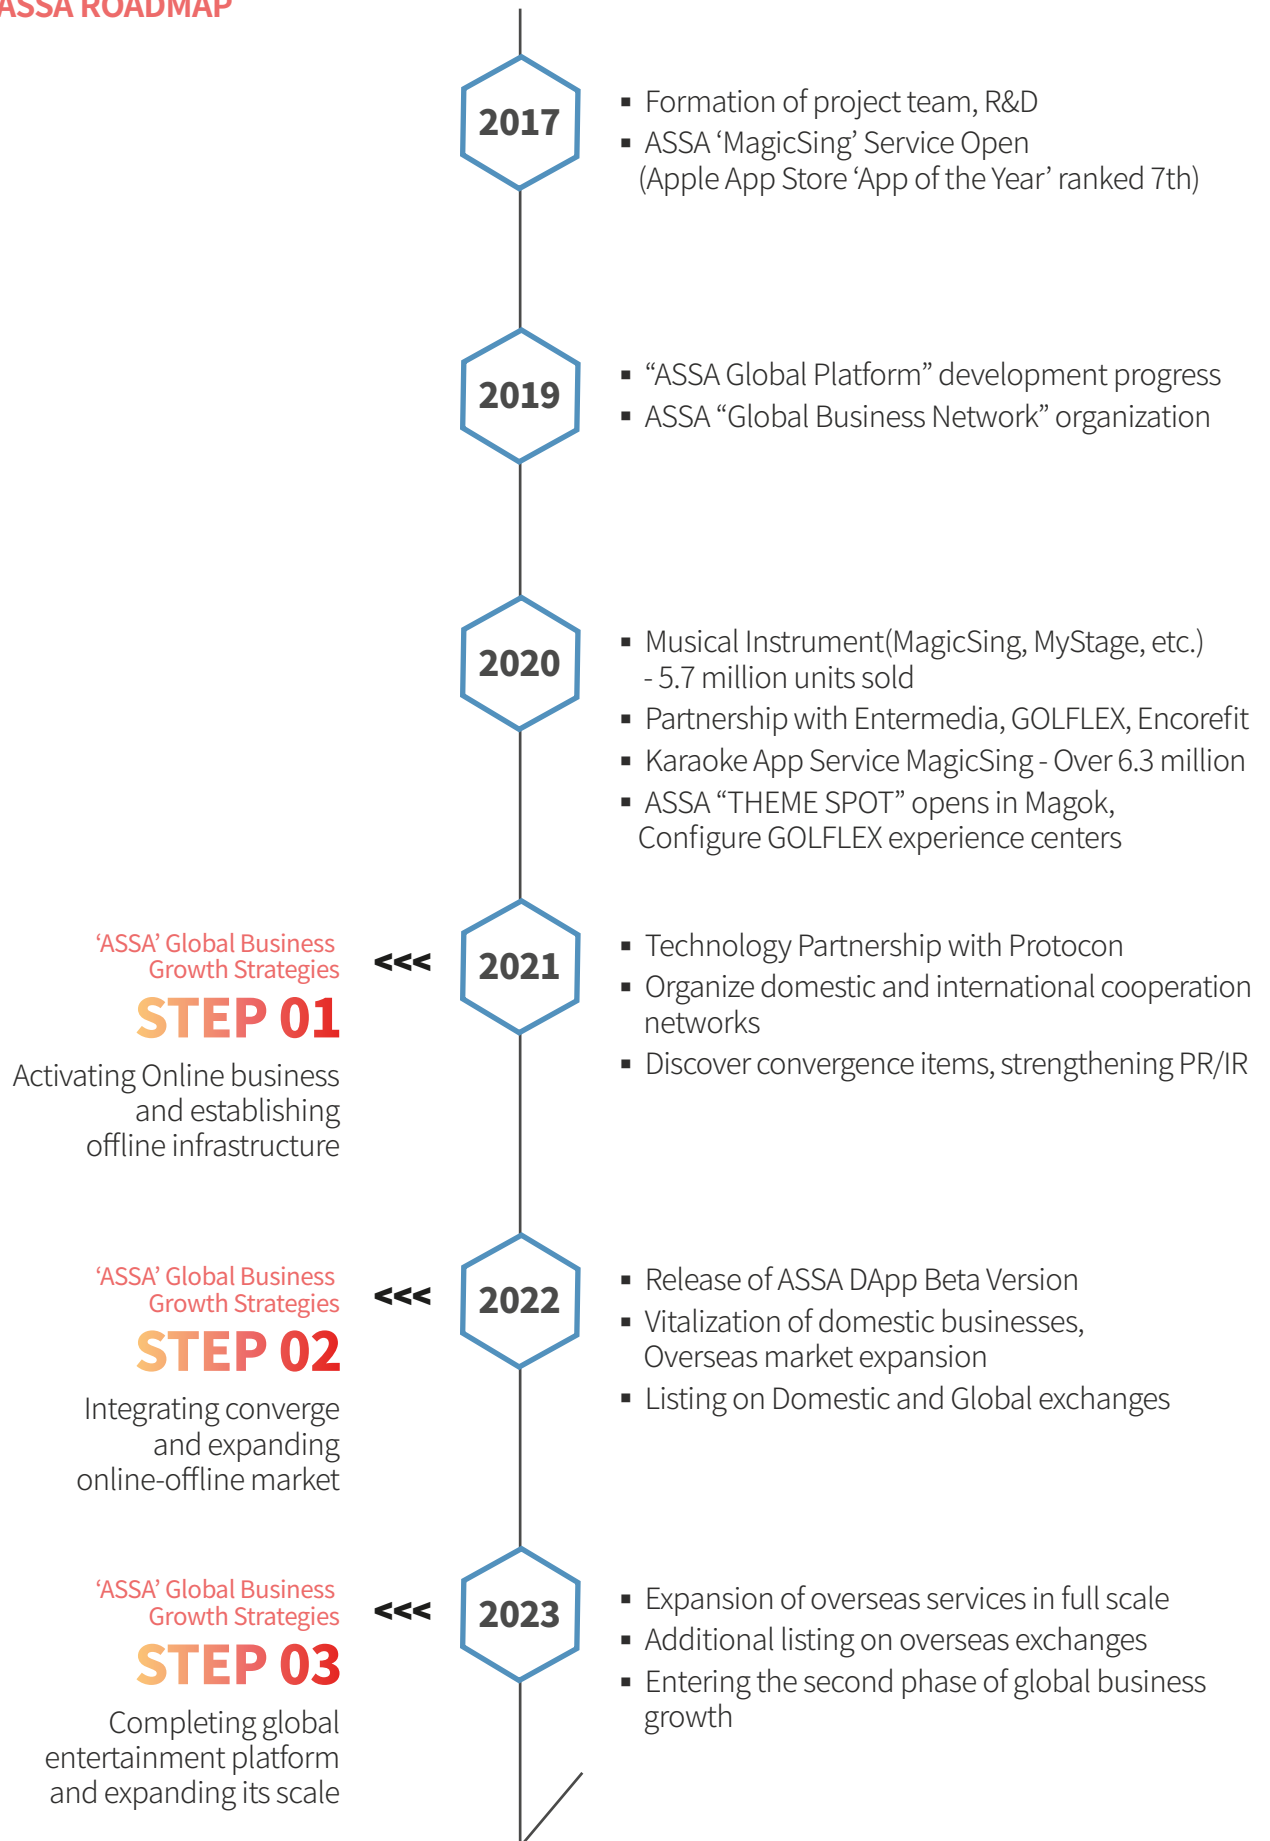 ASSA ROADMAP
2017
▪ Formation of project team, R&D
▪ ASSA ‘MagicSing’ Service Open
(Apple App Store ‘App of the Year’ ranked 7th)
2019
▪ “ASSA Global Platform” development progress
▪ ASSA “Global Business Network” organization
2020
▪ Musical Instrument(MagicSing, MyStage, etc.)
- 5.7 million units sold
▪ Partnership with Entermedia, GOLFLEX, Encorefit
▪ Karaoke App Service MagicSing - Over 6.3 million
▪ ASSA “THEME SPOT” opens in Magok,
Configure GOLFLEX experience centers
‘ASSA’ Global Business
Growth Strategies
STEP 01
Activating Online business
and establishing
offline infrastructure
<<<
2021
▪ Technology Partnership with Protocon
▪ Organize domestic and international cooperation
networks
▪ Discover convergence items, strengthening PR/IR
‘ASSA’ Global Business
Growth Strategies
STEP 02
Integrating converge
and expanding
online-offline market
<<<
2022
▪ Release of ASSA DApp Beta Version
▪ Vitalization of domestic businesses,
Overseas market expansion
▪ Listing on Domestic and Global exchanges
‘ASSA’ Global Business
Growth Strategies
STEP 03
Completing global
entertainment platform
and expanding its scale
<<<
2023
▪ Expansion of overseas services in full scale
▪ Additional listing on overseas exchanges
▪ Entering the second phase of global business
growth